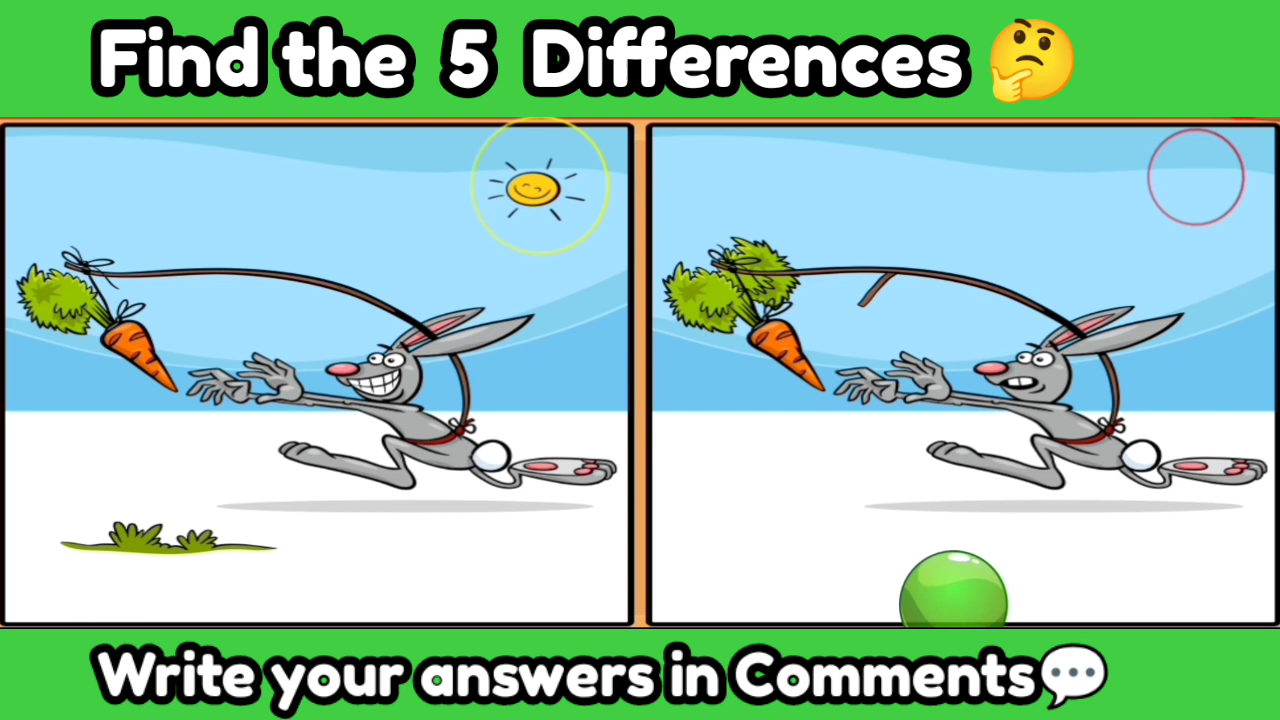 Find the 5 Differences 🤔
Write your answers in Comments💬